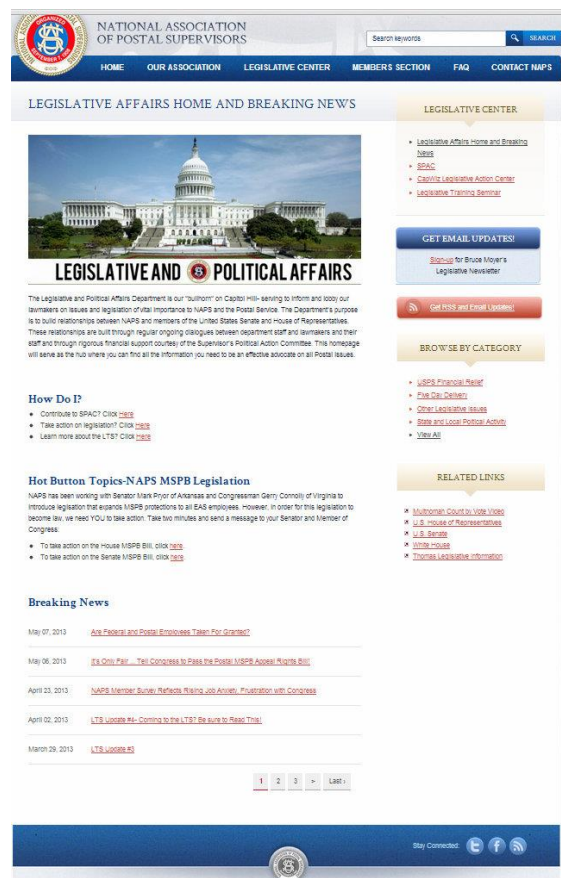 NATIONAL ASSOCIATION
OF POSTAL SUPERVISORS
Search keywords
SEARCH
HOME OUR ASSOCIATION LEGISLATIVE CENTER MEMBERS SECTION FAQ CONTACT NAPS
LEGISLATIVE AFFAIRS HOME AND BREAKING NEWS
LEGISLATIVE AND POLITICAL AFFAIRS
The Legislative and Political Affairs Department is our "bullhorn" on Capitol Hill- serving to inform and lobby our
lawmakers on issues and legislation of vital importance to NAPS and the Postal Service. The Department's purpose
is to build relationships between NAPS and members of the United States Senate and House of Representatives.
These relationships are built through regular ongoing dialogues between department staff and lawmakers and their
staff and through rigorous financial support courtesy of the Supervisor's Political Action Committee. This homepage
will serve as the hub where you can find all the information you need to be an effective advocate on all Postal issues.
How Do I?
Contribute to SPAC? Click Here
Take action on legislation? Click Here
Learn more about the LTS? Click Here
Hot Button Topics-NAPS MSPB Legislation
NAPS has been working with Senator Mark Pryor of Arkansas and Congressman Gerry Connolly of Virginia to
introduce legislation that expands MSPB protections to all EAS employees. However, in order for this legislation to
become law, we need YOU to take action. Take two minutes and send a message to your Senator and Member of
Congress:
To take action on the House MSPB Bill, click here.
To take action on the Senate MSPB Bill, click here.
Breaking News
May 07, 2013 Are Federal and Postal Employees Taken For Granted?
May 06, 2013 It's Only Fair ... Tell Congress to Pass the Postal MSPB Appeal Rights Bill!
April 23, 2013 NAPS Member Survey Reflects Rising Job Anxiety, Frustration with Congress
April 02, 2013 LTS Update #4- Coming to the LTS? Be sure to Read This!
March 29, 2013 LTS Update #3
1 2 3 > Last ›
LEGISLATIVE CENTER
Legislative Affairs Home and Breaking
News
SPAC
CapWiz Legislative Action Center
Legislative Training Seminar
GET EMAIL UPDATES!
Sign-up for Bruce Moyer's
Legislative Newsletter
Get RSS and Email Updates!
BROWSE BY CATEGORY
USPS Financial Relief
Five Day Delivery
Other Legislative Issues
State and Local Political Activity
View All
RELATED LINKS
Multnomah Count by Vote Video
U.S. House of Representatives
U.S. Senate
White House
Thomas Legislative Information
Stay Connected: